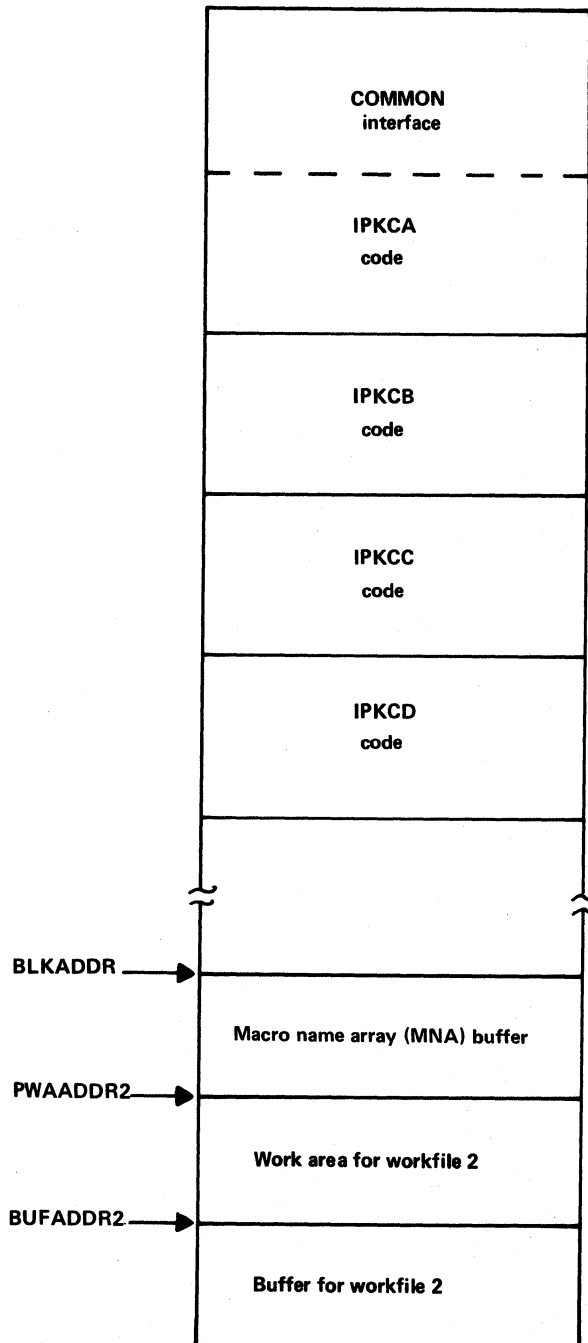 COMMON
interface
IPKCA
code
IPKCB
code
IPKCC
code
IPKCD
code
BLKADDR
Macro name array (MNA) buffer
PWAADDR2
Work area for workfile 2
BUFADDR2
Buffer for workfile 2